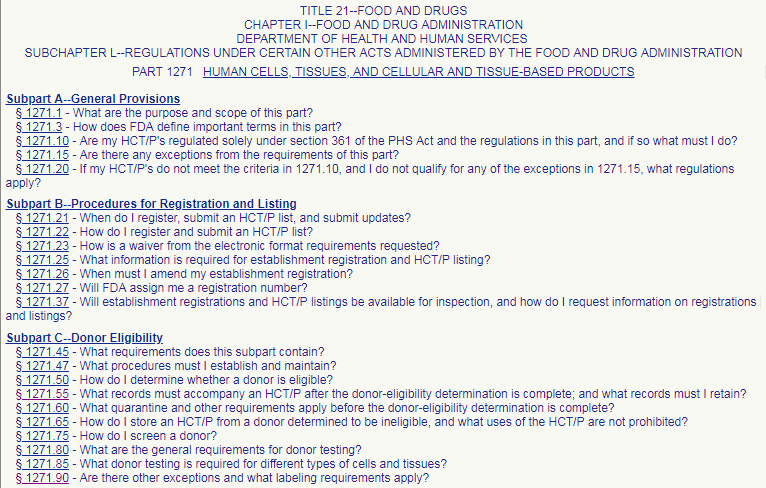 TITLE 21--FOOD AND DRUGS
CHAPTER I--FOOD AND DRUG ADMINISTRATION
DEPARTMENT OF HEALTH AND HUMAN SERVICES
SUBCHAPTER L--REGULATIONS UNDER CERTAIN OTHER ACTS ADMINISTERED BY THE FOOD AND DRUG ADMINISTRATION
PART 1271 HUMAN CELLS, TISSUES, AND CELLULAR AND TISSUE-BASED PRODUCTS
Subpart A--General Provisions
§ 1271.1 - What are the purpose and scope of this part?
§ 1271.3 - How does FDA define important terms in this part?
§ 1271.10 - Are my HCT/P's regulated solely under section 361 of the PHS Act and the regulations in this part, and if so what must I do?
§ 1271.15 - Are there any exceptions from the requirements of this part?
§ 1271.20 - If my HCT/P's do not meet the criteria in 1271.10, and I do not qualify for any of the exceptions in 1271.15, what regulations
apply?
Subpart B--Procedures for Registration and Listing
§ 1271.21 - When do I register, submit an HCT/P list, and submit updates?
§ 1271.22 - How do I register and submit an HCT/P list?
§ 1271.23 - How is a waiver from the electronic format requirements requested?
§ 1271.25 - What information is required for establishment registration and HCT/P listing?
§ 1271.26 - When must I amend my establishment registration?
§ 1271.27 - Will FDA assign me a registration number?
§ 1271.37 - Will establishment registrations and HCT/P listings be available for inspection, and how do I request information on registrations
and listings?
Subpart C--Donor Eligibility
§ 1271.45 - What requirements does this subpart contain?
§ 1271.47 - What procedures must I establish and maintain?
§ 1271.50 - How do I determine whether a donor is eligible?
§ 1271.55 - What records must accompany an HCT/P after the donor-eligibility determination is complete; and what records must I retain?
§ 1271.60 - What quarantine and other requirements apply before the donor-eligibility determination is complete?
§ 1271.65 - How do I store an HCT/P from a donor determined to be ineligible, and what uses of the HCT/P are not prohibited?
§ 1271.75 - How do I screen a donor?
§ 1271.80 - What are the general requirements for donor testing?
§ 1271.85 - What donor testing is required for different types of cells and tissues?
§ 1271.90 - Are there other exceptions and what labeling requirements apply?